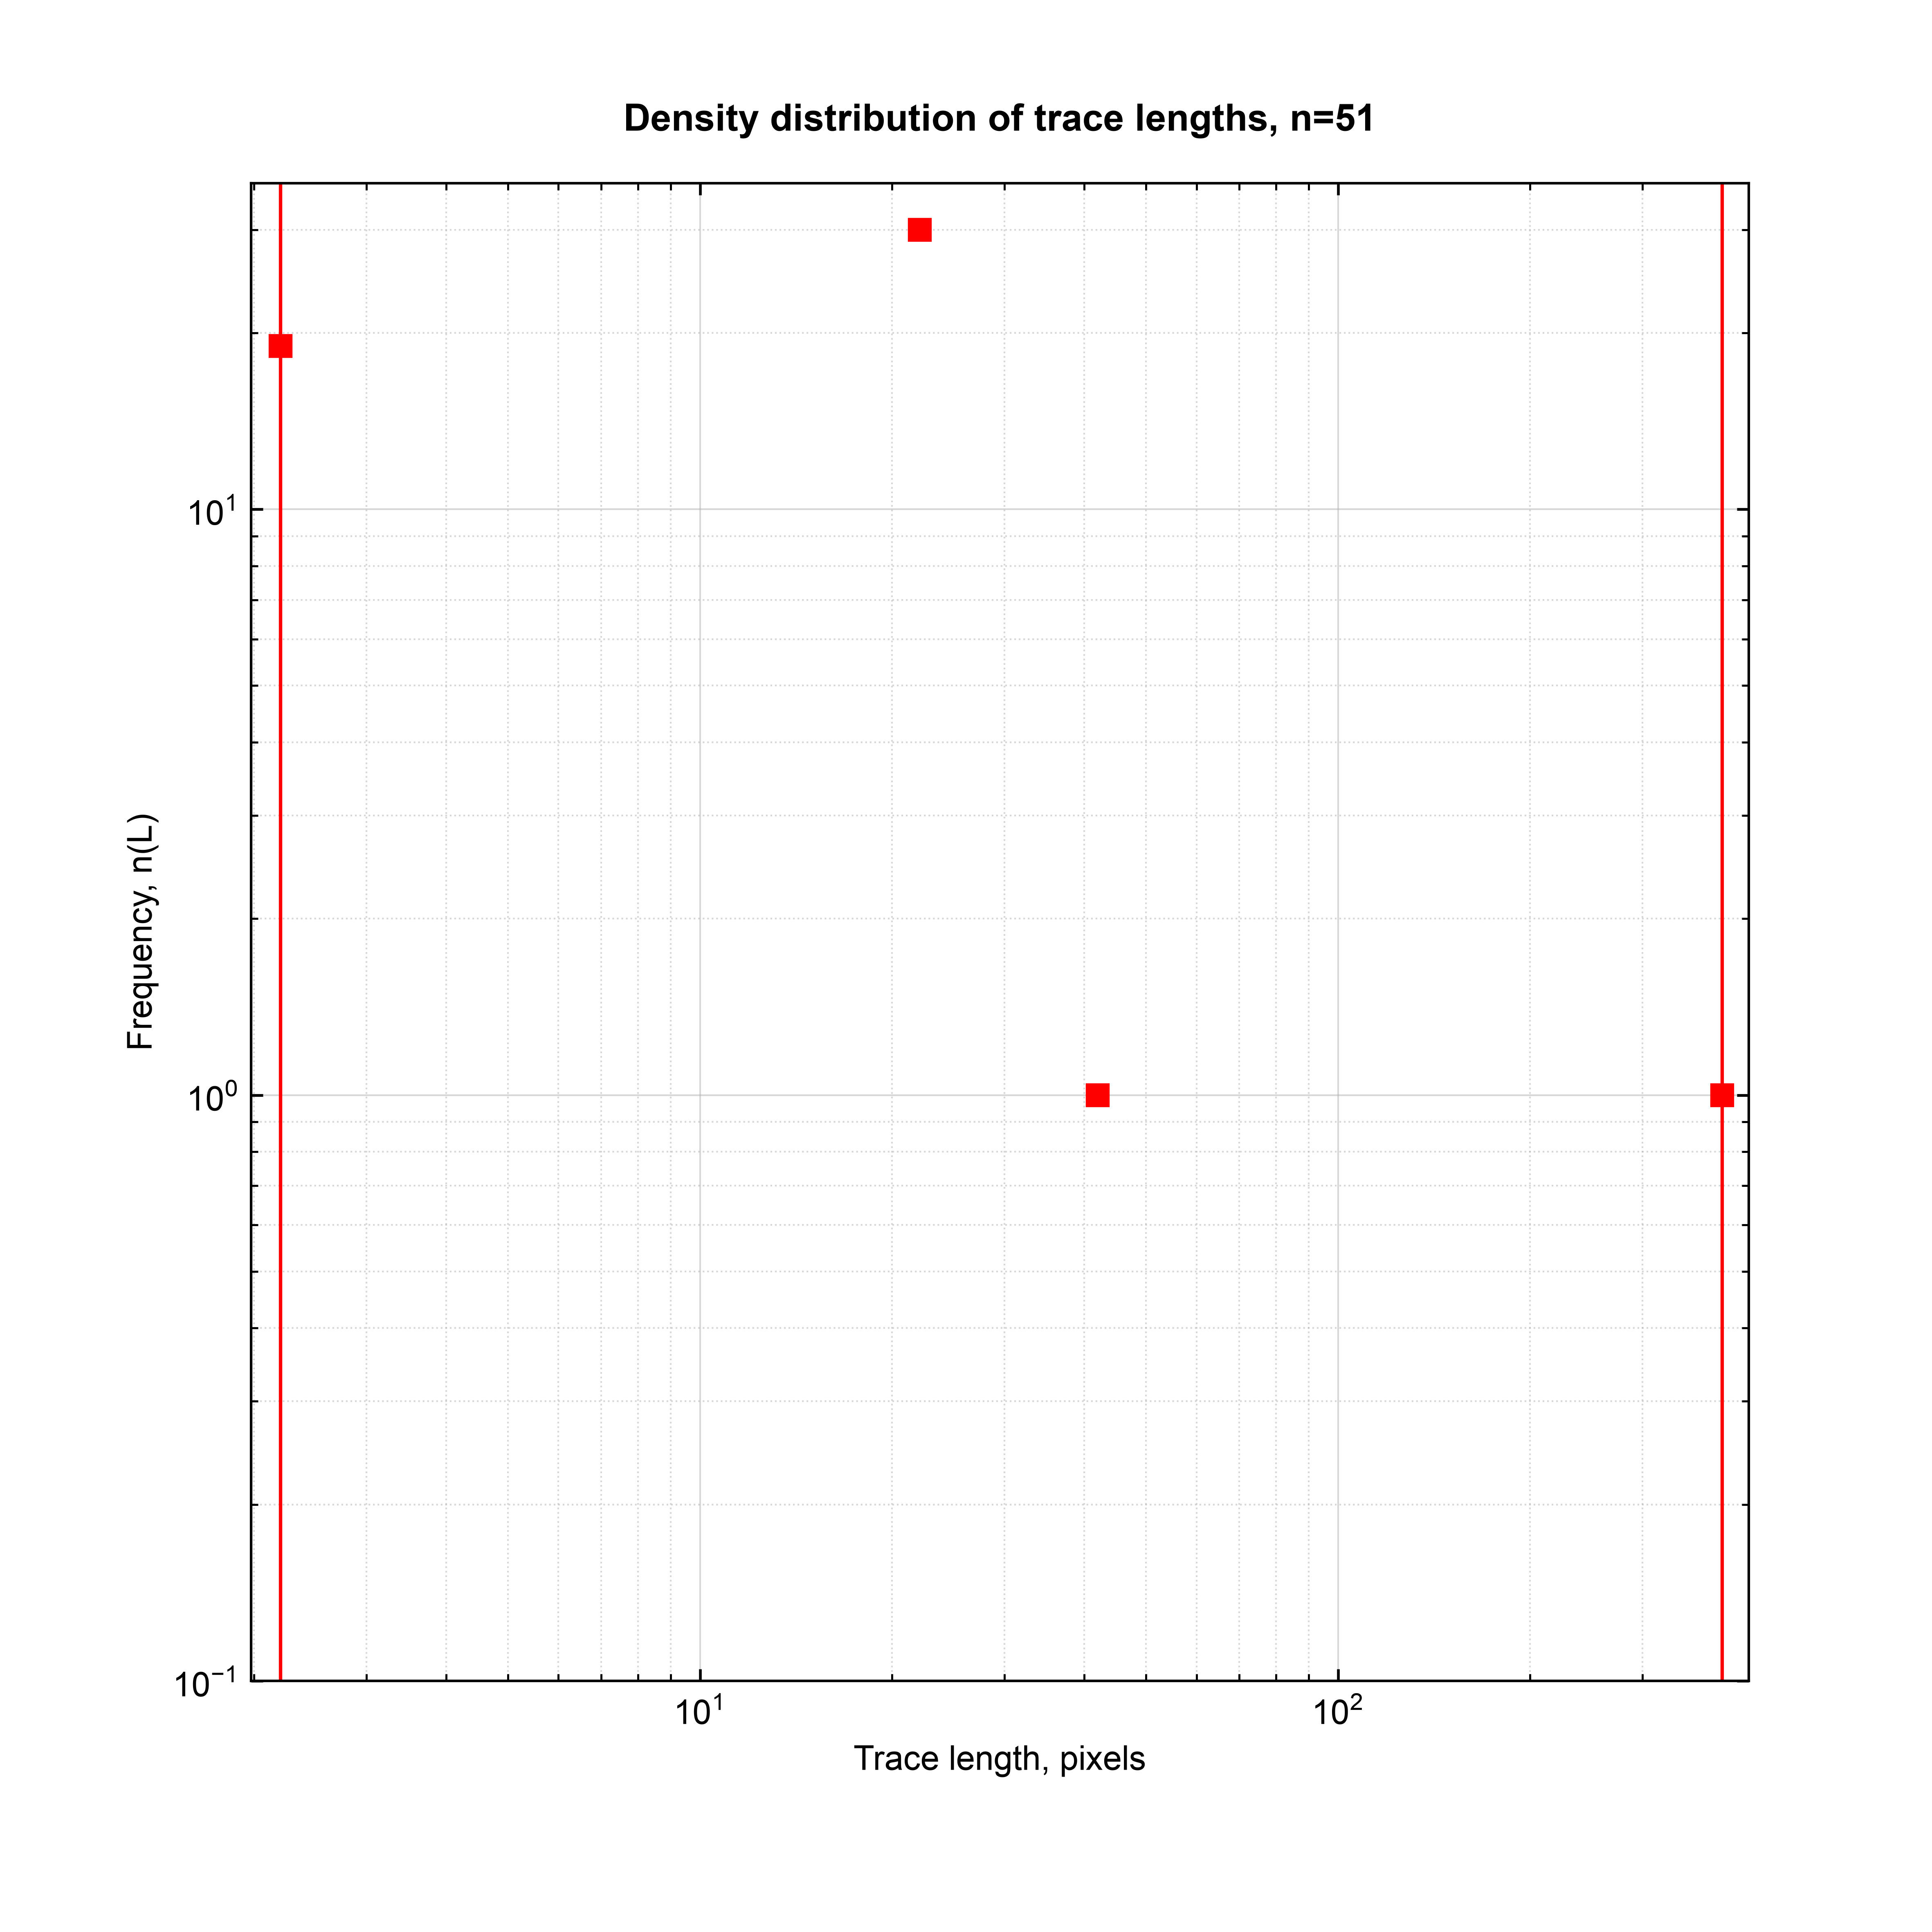 Density distribution of trace lengths, n=51
10¹
10⁰
10⁻¹
Frequency, n(L)
10¹
10²
Trace length, pixels